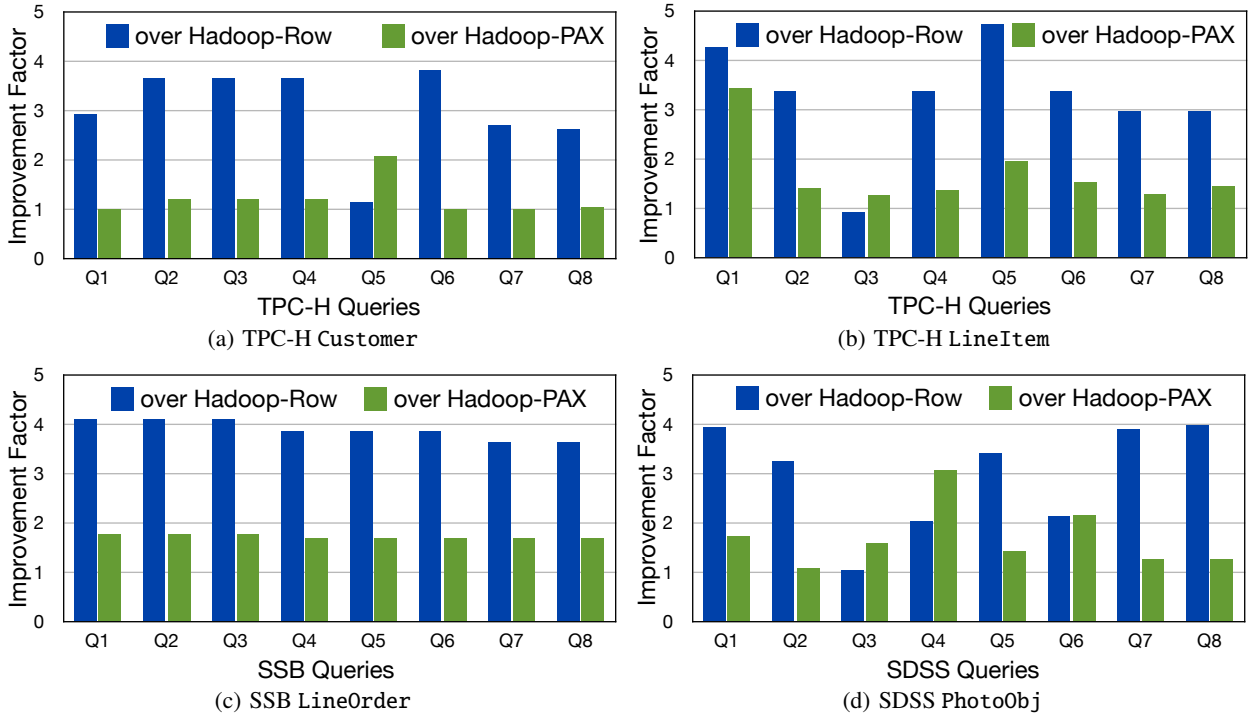 over Hadoop-Row over Hadoop-PAX
Improvement Factor
5
4
3
2
1
0
Q1 Q2 Q3 Q4 Q5 Q6 Q7 Q8
TPC-H Queries
(a) TPC-H Customer
over Hadoop-Row over Hadoop-PAX
Improvement Factor
5
4
3
2
1
0
Q1 Q2 Q3 Q4 Q5 Q6 Q7 Q8
TPC-H Queries
(b) TPC-H LineItem
over Hadoop-Row over Hadoop-PAX
Improvement Factor
5
4
3
2
1
0
Q1 Q2 Q3 Q4 Q5 Q6 Q7 Q8
SSB Queries
(c) SSB LineOrder
over Hadoop-Row over Hadoop-PAX
Improvement Factor
5
4
3
2
1
0
Q1 Q2 Q3 Q4 Q5 Q6 Q7 Q8
SDSS Queries
(d) SDSS PhotoObj